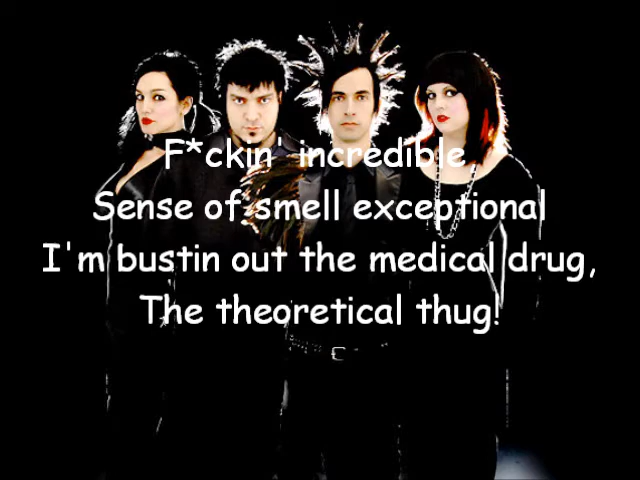 F*ckin' incredible
Sense of smell exceptional
I'm bustin out the medical drug,
The theoretical thug!